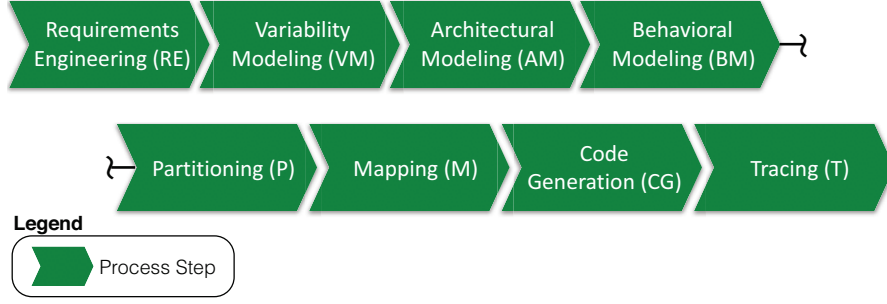 Requirements
Engineering (RE)
Variability
Modeling (VM)
Architectural
Modeling (AM)
Behavioral
Modeling (BM)
Partitioning (P)
Mapping (M)
Code
Generation (CG)
Tracing (T)
Legend
Process Step